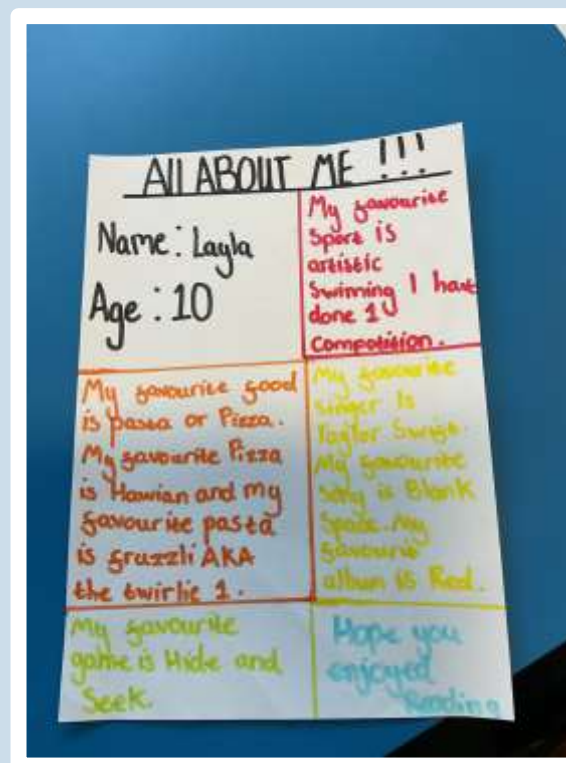 All ABOUT ME !!!
Name: Layla
Age: 10
My favourite
Sport is
artistic
Swiming I have
done 1
Competition.
My favourite food
is pasta or Pizza.
My favourite Pizza
is Hawian and my
favourite pasta
is fruzzli AKA
the twirlie 1.
My favourite
singer Is
Taylor Swift.
My favourite
song is Blank
Space. My
favourite
album is Red.
My favourite
game is Hide and
Seek.
Hope you
enjoyed
Reading